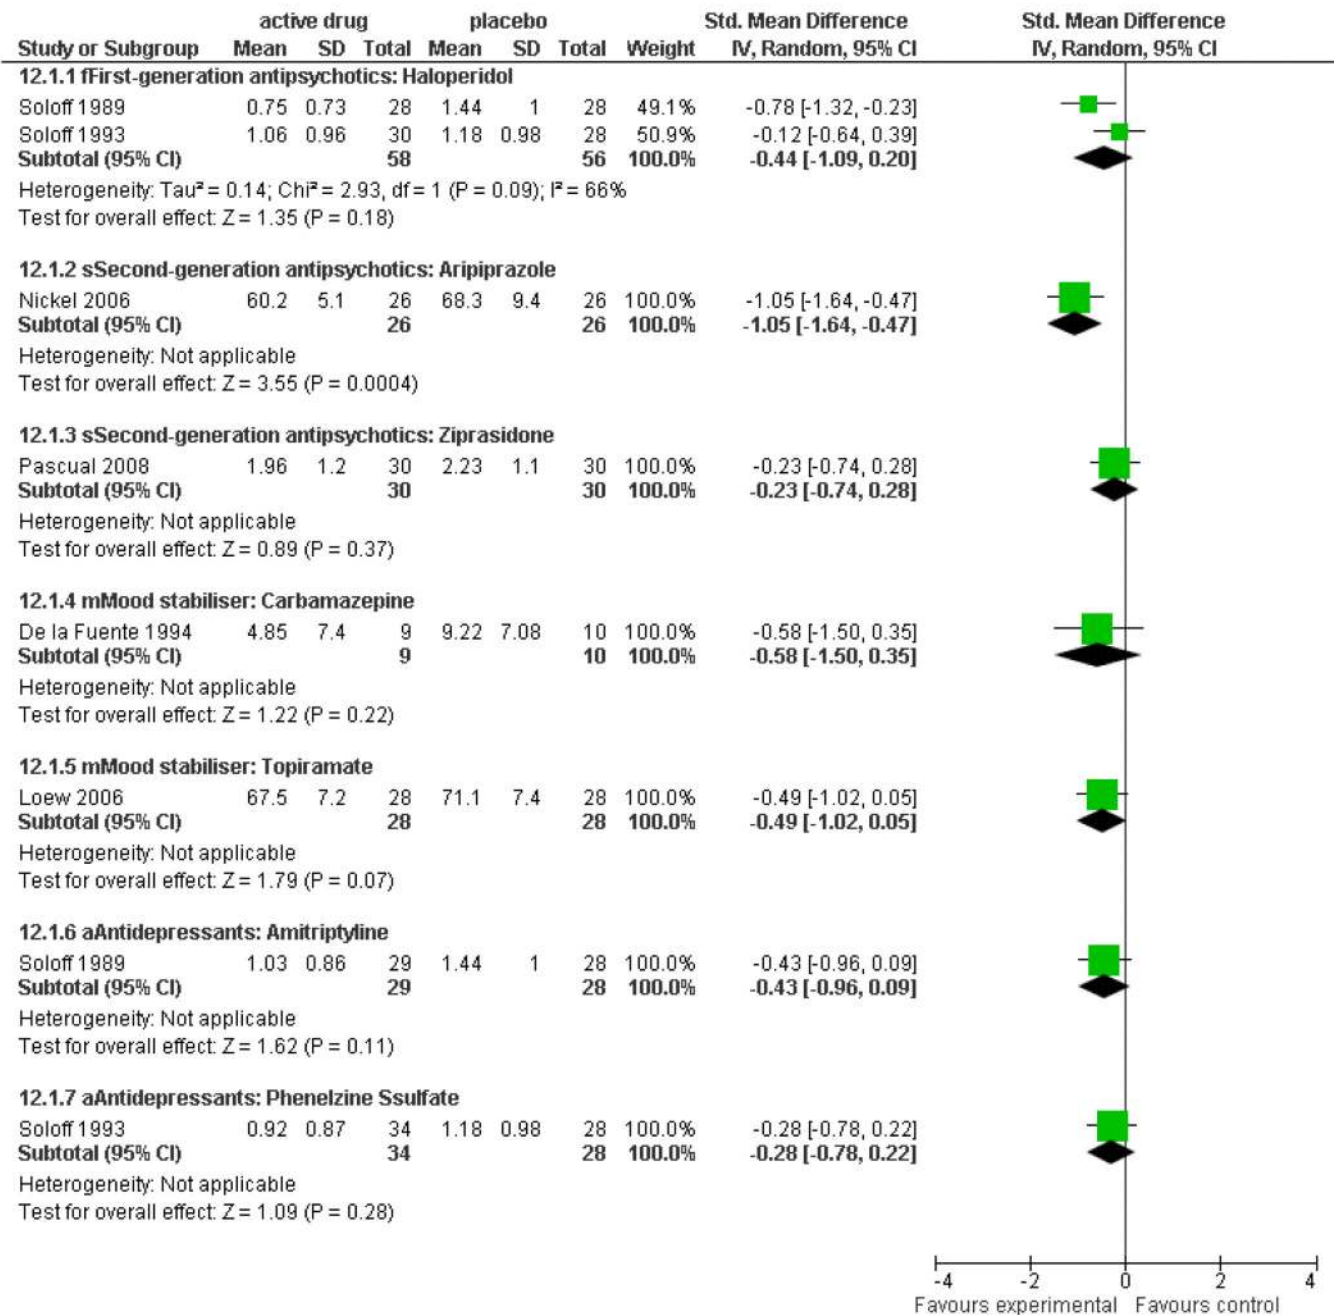 active drug placebo Std. Mean Difference Std. Mean Difference
Study or Subgroup Mean SD Total Mean SD Total Weight IV, Random, 95% CI IV, Random, 95% CI
12.1.1 fFirst-generation antipsychotics: Haloperidol
Soloff 1989 0.75 0.73 28 1.44 1 28 49.1% -0.78 [-1.32, -0.23]
Soloff 1993 1.06 0.96 30 1.18 0.98 28 50.9% -0.12 [-0.64, 0.39]
Subtotal (95% CI) 58 56 100.0% -0.44 [-1.09, 0.20]
Heterogeneity: Tau² = 0.14; Chi² = 2.93, df = 1 (P = 0.09); I² = 66%
Test for overall effect: Z = 1.35 (P = 0.18)
12.1.2 sSecond-generation antipsychotics: Aripiprazole
Nickel 2006 60.2 5.1 26 68.3 9.4 26 100.0% -1.05 [-1.64, -0.47]
Subtotal (95% CI) 26 26 100.0% -1.05 [-1.64, -0.47]
Heterogeneity: Not applicable
Test for overall effect: Z = 3.55 (P = 0.0004)
12.1.3 sSecond-generation antipsychotics: Ziprasidone
Pascual 2008 1.96 1.2 30 2.23 1.1 30 100.0% -0.23 [-0.74, 0.28]
Subtotal (95% CI) 30 30 100.0% -0.23 [-0.74, 0.28]
Heterogeneity: Not applicable
Test for overall effect: Z = 0.89 (P = 0.37)
12.1.4 mMood stabiliser: Carbamazepine
De la Fuente 1994 4.85 7.4 9 9.22 7.08 10 100.0% -0.58 [-1.50, 0.35]
Subtotal (95% CI) 9 10 100.0% -0.58 [-1.50, 0.35]
Heterogeneity: Not applicable
Test for overall effect: Z = 1.22 (P = 0.22)
12.1.5 mMood stabiliser: Topiramate
Loew 2006 67.5 7.2 28 71.1 7.4 28 100.0% -0.49 [-1.02, 0.05]
Subtotal (95% CI) 28 28 100.0% -0.49 [-1.02, 0.05]
Heterogeneity: Not applicable
Test for overall effect: Z = 1.79 (P = 0.07)
12.1.6 aAntidepressants: Amitriptyline
Soloff 1989 1.03 0.86 29 1.44 1 28 100.0% -0.43 [-0.96, 0.09]
Subtotal (95% CI) 29 28 100.0% -0.43 [-0.96, 0.09]
Heterogeneity: Not applicable
Test for overall effect: Z = 1.62 (P = 0.11)
12.1.7 aAntidepressants: Phenelzine Ssulfate
Soloff 1993 0.92 0.87 34 1.18 0.98 28 100.0% -0.28 [-0.78, 0.22]
Subtotal (95% CI) 34 28 100.0% -0.28 [-0.78, 0.22]
Heterogeneity: Not applicable
Test for overall effect: Z = 1.09 (P = 0.28)
-4 -2 0 2 4
Favours experimental Favours control